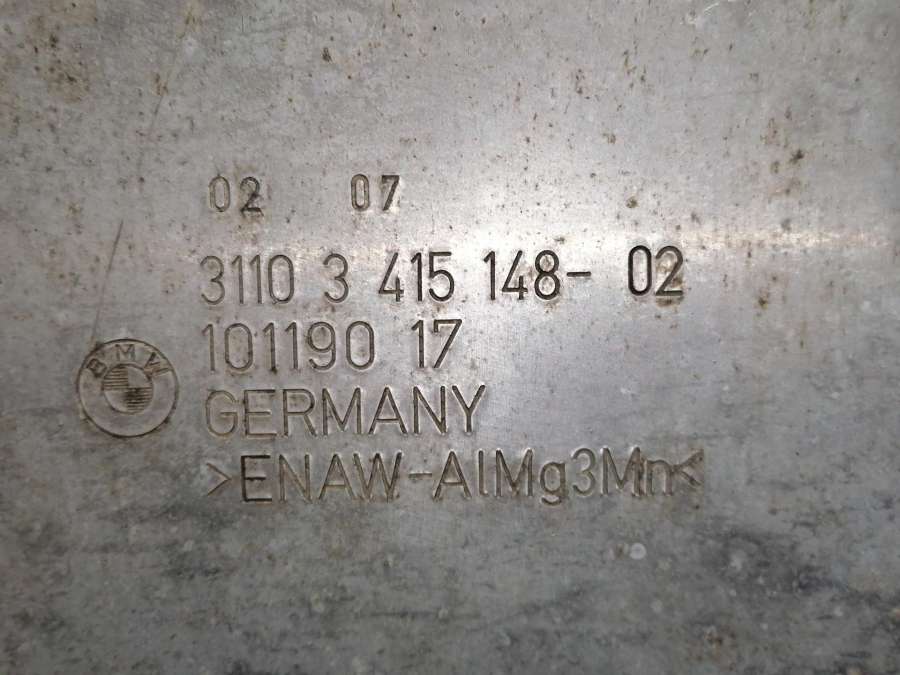 02 07
3110 3 415 148- 02
101190 17
BMW
GERMANY
>ENAW-AlMg3Mn<